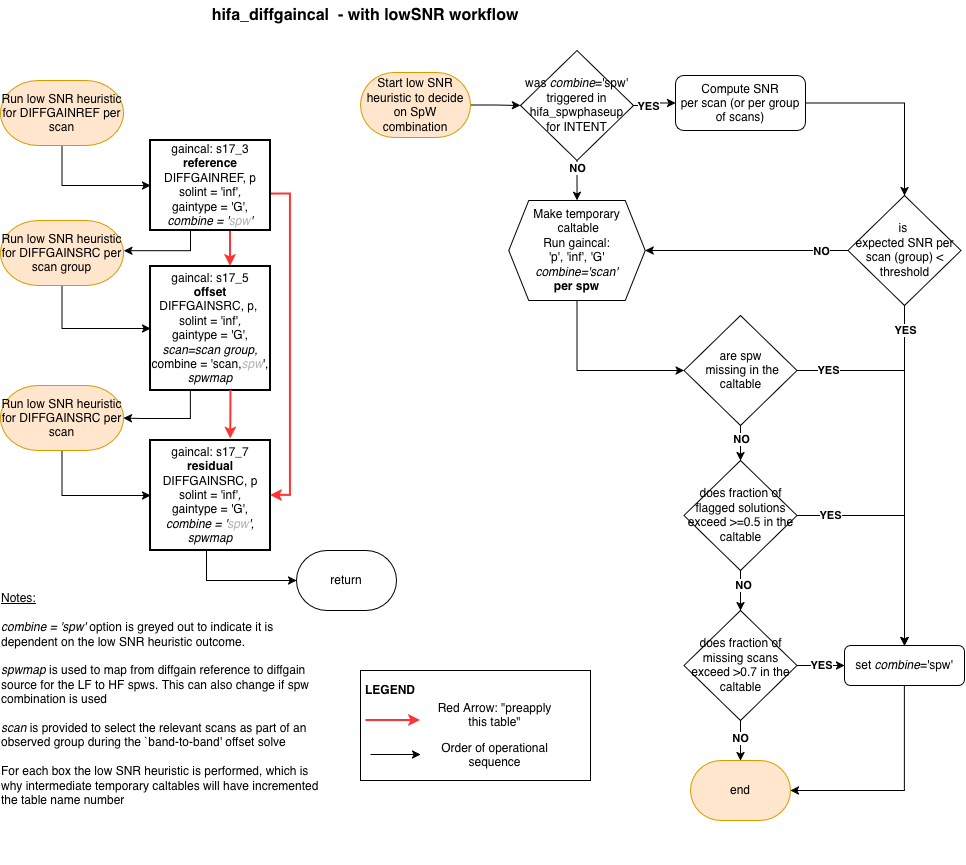 hifa_diffgaincal  - with lowSNR workflow
Run low SNR heuristic
for DIFFGAINREF per
scan
gaincal: s17_3
reference
DIFFGAINREF, p
solint = 'inf',
gaintype = 'G',
combine = 'spw'
Run low SNR heuristic
for DIFFGAINSRC per
scan group
gaincal: s17_5
offset
DIFFGAINSRC, p,
solint = 'inf',
gaintype = 'G',
scan=scan group,
combine = 'scan,spw',
spwmap
Run low SNR heuristic
for DIFFGAINSRC per
scan
gaincal: s17_7
residual
DIFFGAINSRC, p
solint = 'inf',
gaintype = 'G',
combine = 'spw',
spwmap
return
Notes:
combine = 'spw' option is greyed out to indicate it is
dependent on the low SNR heuristic outcome.
spwmap is used to map from diffgain reference to diffgain
source for the LF to HF spws. This can also change if spw
combination is used
scan is provided to select the relevant scans as part of an
observed group during the `band-to-band' offset solve
For each box the low SNR heuristic is performed, which is
why intermediate temporary caltables will have incremented
the table name number
Start low SNR
heuristic to decide
on SpW
combination
was combine='spw'
triggered in
hifa_spwphaseup
for INTENT
YES
Compute SNR
per scan (or per group
of scans)
NO
Make temporary
caltable
Run gaincal:
'p', 'inf', 'G'
combine='scan'
per spw
NO
is
expected SNR per
scan (group) <
threshold
YES
are spw
missing in the
caltable
YES
NO
does fraction of
flagged solutions
exceed >=0.5 in the
caltable
YES
NO
does fraction of
missing scans
exceed >0.7 in the
caltable
YES
set combine='spw'
NO
end
LEGEND
Red Arrow: "preapply
this table"
Order of operational
sequence